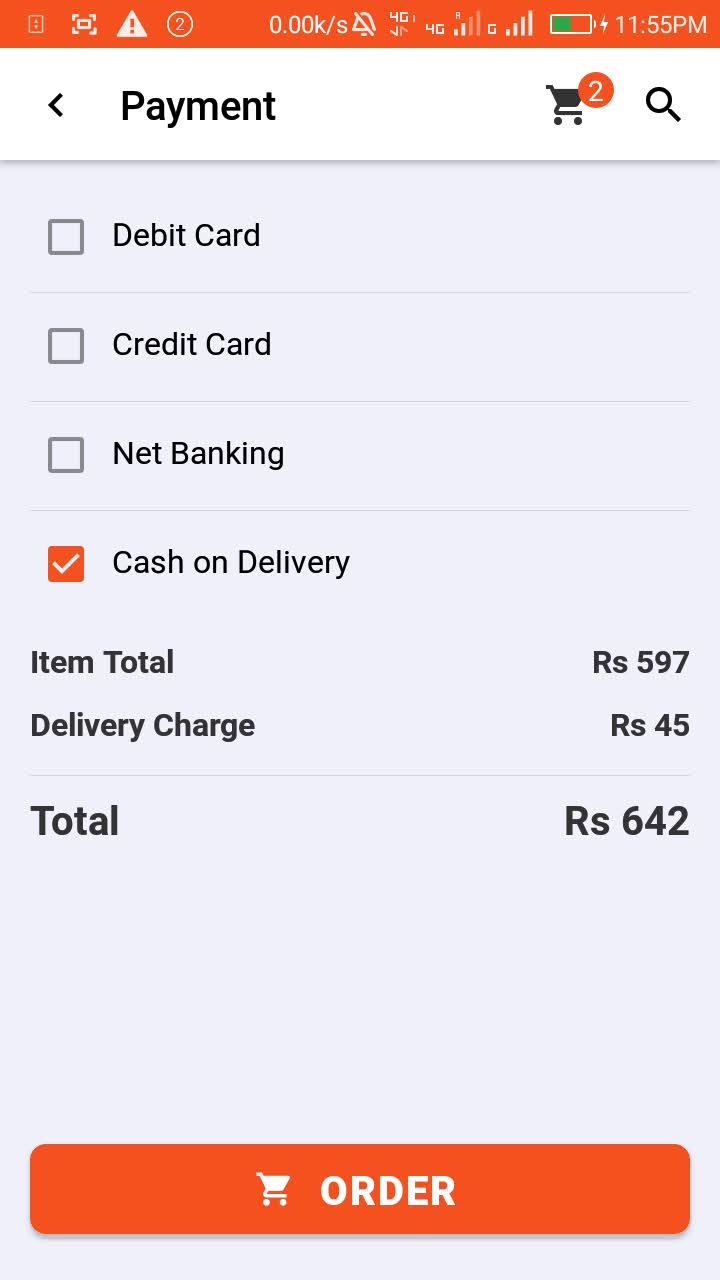 2 0.00k/s 4G 4G R G 11:55PM
Payment 2
Debit Card
Credit Card
Net Banking
Cash on Delivery
Item Total Rs 597
Delivery Charge Rs 45
Total Rs 642
ORDER